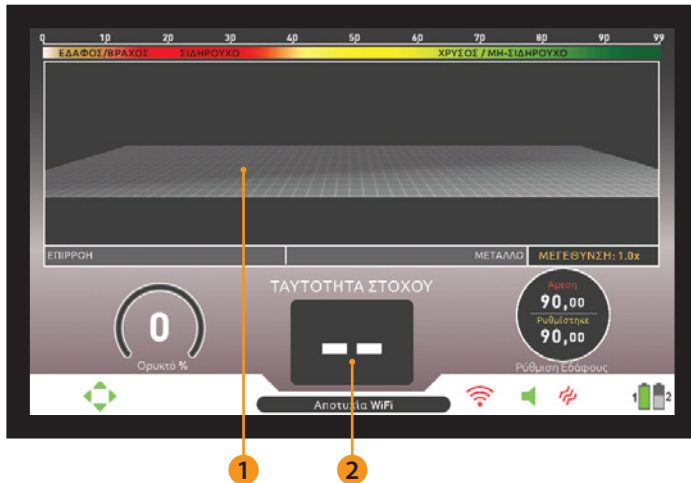 0 10 20 30 40 50 60 70 80 90 99
ΕΔΑΦΟΣ/ΒΡΑΧΟΣ ΣΙΔΗΡΟΥΧΟ ΧΡΥΣΟΣ / ΜΗ-ΣΙΔΗΡΟΥΧΟ
ΕΠΙΡΡΟΗ ΜΕΤΑΛΛΟ ΜΕΓΕΘΥΝΣΗ: 1.0x
ΤΑΥΤΟΤΗΤΑ ΣΤΟΧΟΥ
0
Ορυκτό %
-- 
Άμεση
90,00
Ρυθμίστηκε
90,00
Ρύθμιση Εδάφους
Αποτυχία WiFi
1 2
1 2